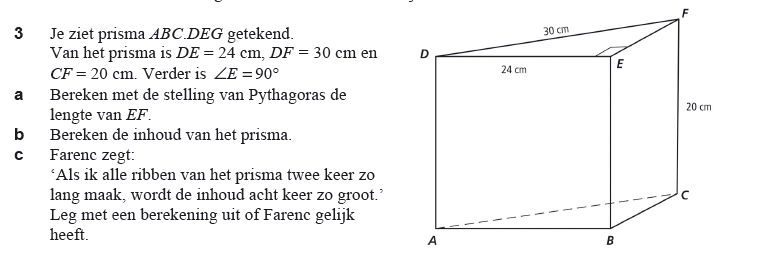 3 Je ziet prisma ABC.DEG getekend.
Van het prisma is DE = 24 cm, DF = 30 cm en
CF = 20 cm. Verder is ∠E = 90°
a Bereken met de stelling van Pythagoras de
lengte van EF.
b Bereken de inhoud van het prisma.
c Farenc zegt:
‘Als ik alle ribben van het prisma twee keer zo
lang maak, wordt de inhoud acht keer zo groot.’
Leg met een berekening uit of Farenc gelijk
heeft.
F
30 cm
D
E
24 cm
20 cm
C
A
B